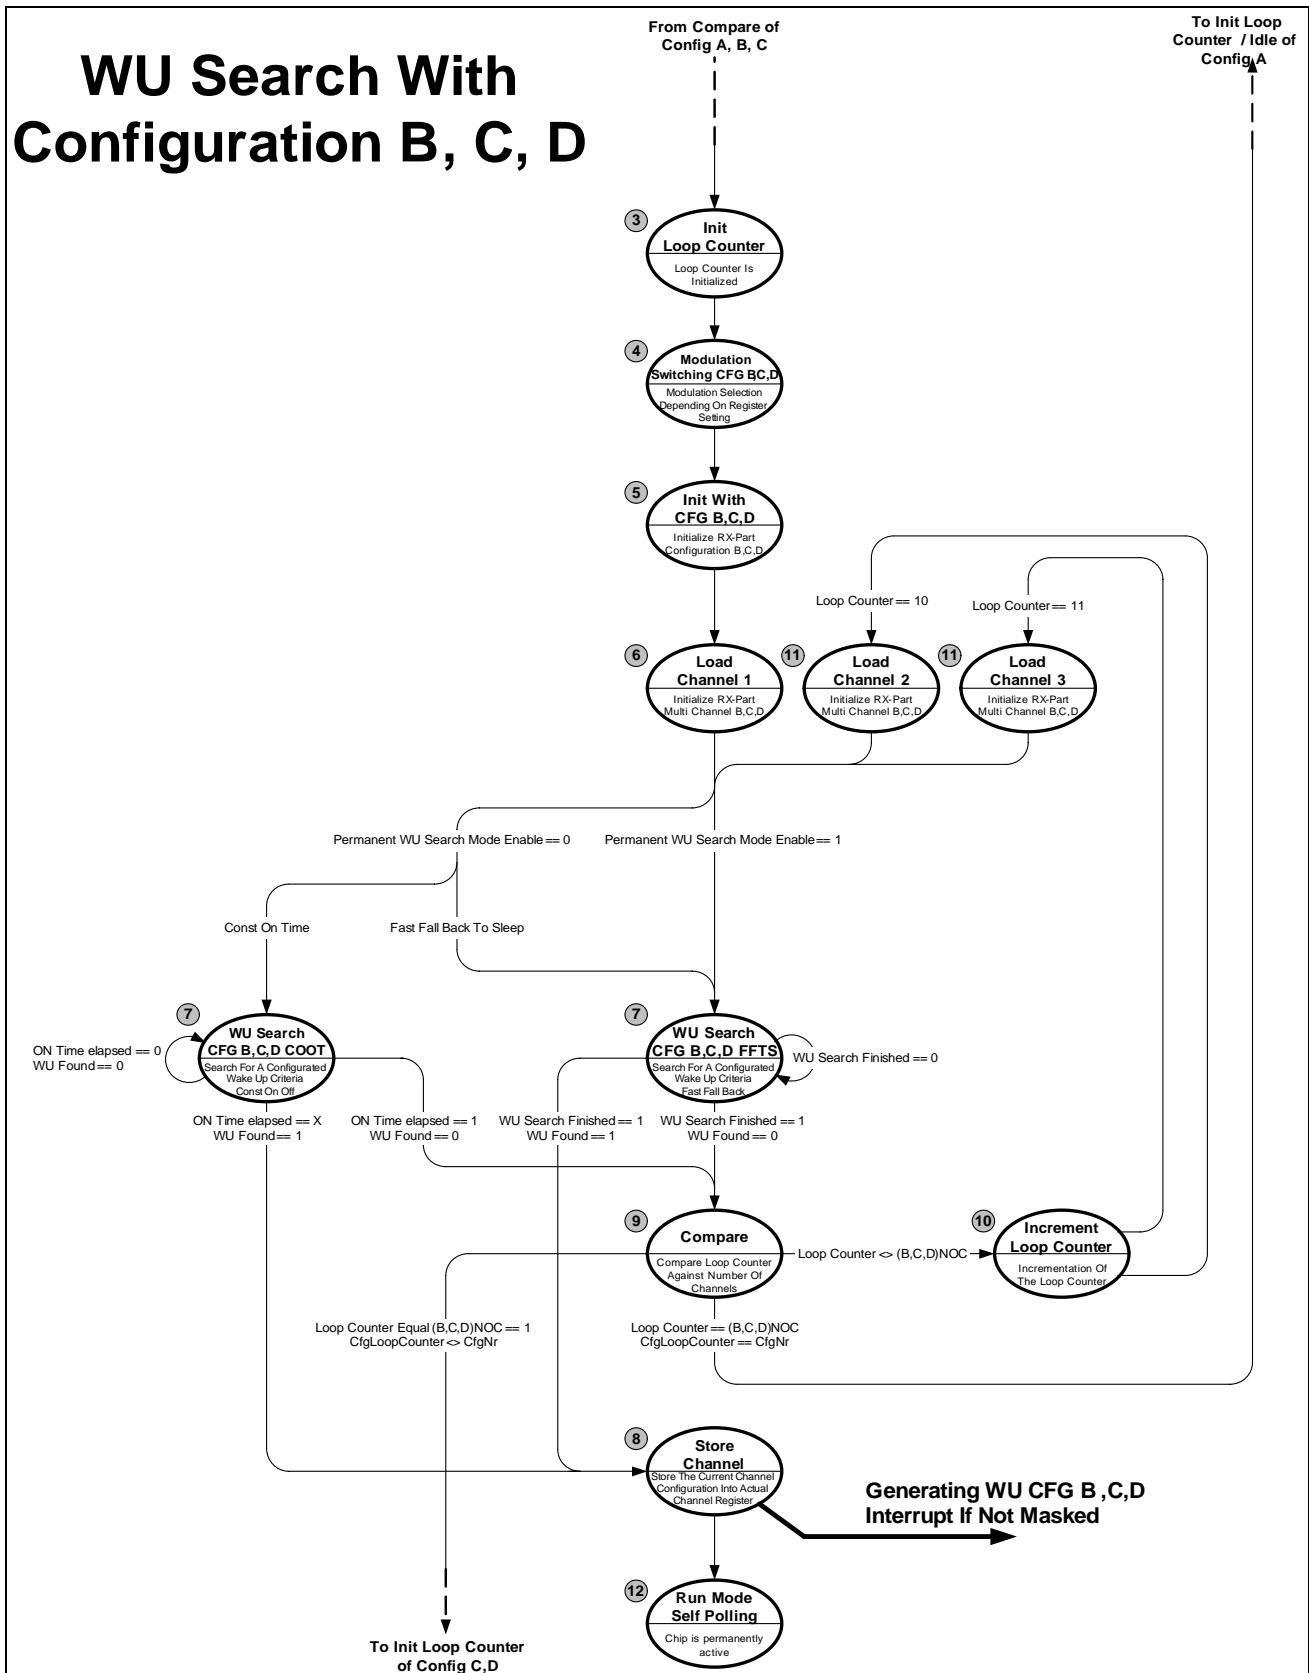 WU Search With
Configuration B, C, D
From Compare of
Config A, B, C
To Init Loop
Counter / Idle of
Config A
3
Init
Loop Counter
Loop Counter Is
Initialized
4
Modulation
Switching CFG B,C,D
Modulation Selection
Depending On Register
Setting
5
Init With
CFG B,C,D
Initialize RX-Part
Configuration B,C,D
Loop Counter == 10
Loop Counter == 11
6
Load
Channel 1
Initialize RX-Part
Multi Channel B,C,D
11
Load
Channel 2
Initialize RX-Part
Multi Channel B,C,D
11
Load
Channel 3
Initialize RX-Part
Multi Channel B,C,D
Permanent WU Search Mode Enable == 0
Permanent WU Search Mode Enable == 1
Const On Time
Fast Fall Back To Sleep
7
WU Search
CFG B,C,D COOT
Search For A Configurated
Wake Up Criteria
Const On Off
ON Time elapsed == 0
WU Found == 0
7
WU Search
CFG B,C,D FFTS
Search For A Configurated
Wake Up Criteria
Fast Fall Back
WU Search Finished == 0
ON Time elapsed == X
WU Found == 1
ON Time elapsed == 1
WU Found == 0
WU Search Finished == 1
WU Found == 1
WU Search Finished == 1
WU Found == 0
9
Compare
Compare Loop Counter
Against Number Of
Channels
Loop Counter <> (B,C,D)NOC
10
Increment
Loop Counter
Incrementation Of
The Loop Counter
Loop Counter Equal (B,C,D)NOC == 1
CfgLoopCounter <> CfgNr
Loop Counter == (B,C,D)NOC
CfgLoopCounter == CfgNr
8
Store
Channel
Store The Current Channel
Configuration Into Actual
Channel Register
Generating WU CFG B ,C,D
Interrupt If Not Masked
12
Run Mode
Self Polling
Chip is permanently
active
To Init Loop Counter
of Config C,D